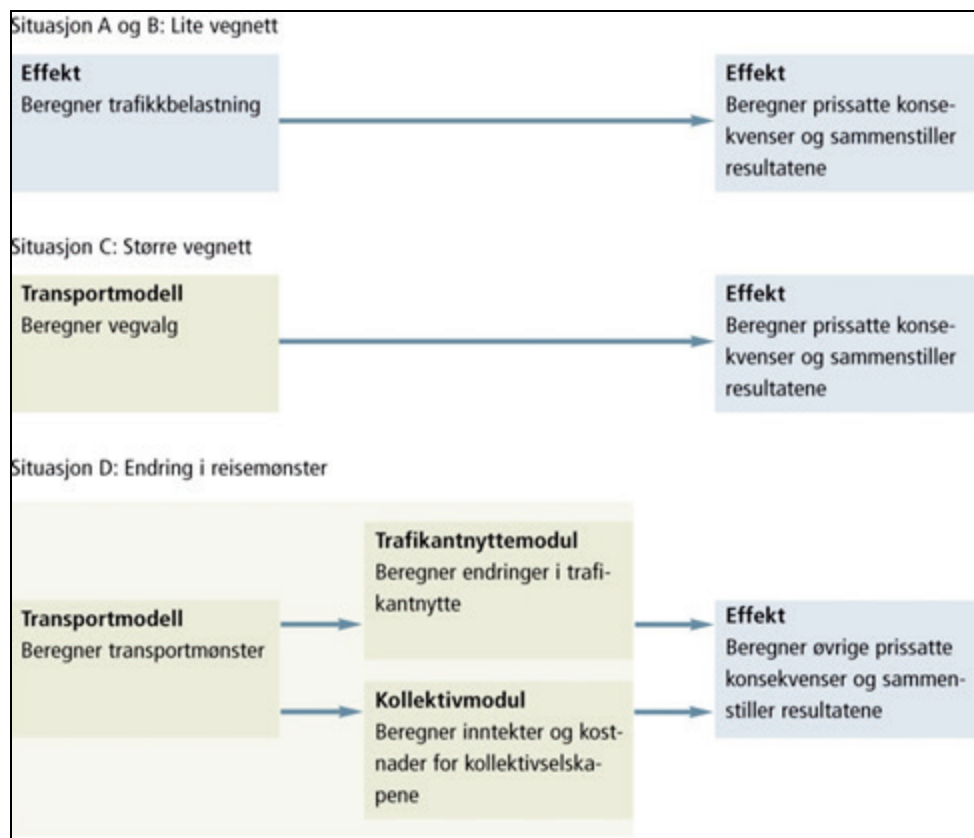 Situasjon A og B: Lite vegnett
Effekt
Beregner trafikkbelastning
Effekt
Beregner prissatte konse-
kvenser og sammenstiller
resultatene
Situasjon C: Større vegnett
Transportmodell
Beregner vegvalg
Effekt
Beregner prissatte konse-
kvenser og sammenstiller
resultatene
Situasjon D: Endring i reisemønster
Transportmodell
Beregner transportmønster
Trafikantnyttemodul
Beregner endringer i trafi-
kantnytte
Kollektivmodul
Beregner inntekter og kost-
nader for kollektivselska-
pene
Effekt
Beregner øvrige prissatte
konsekvenser og sammen-
stiller resultatene